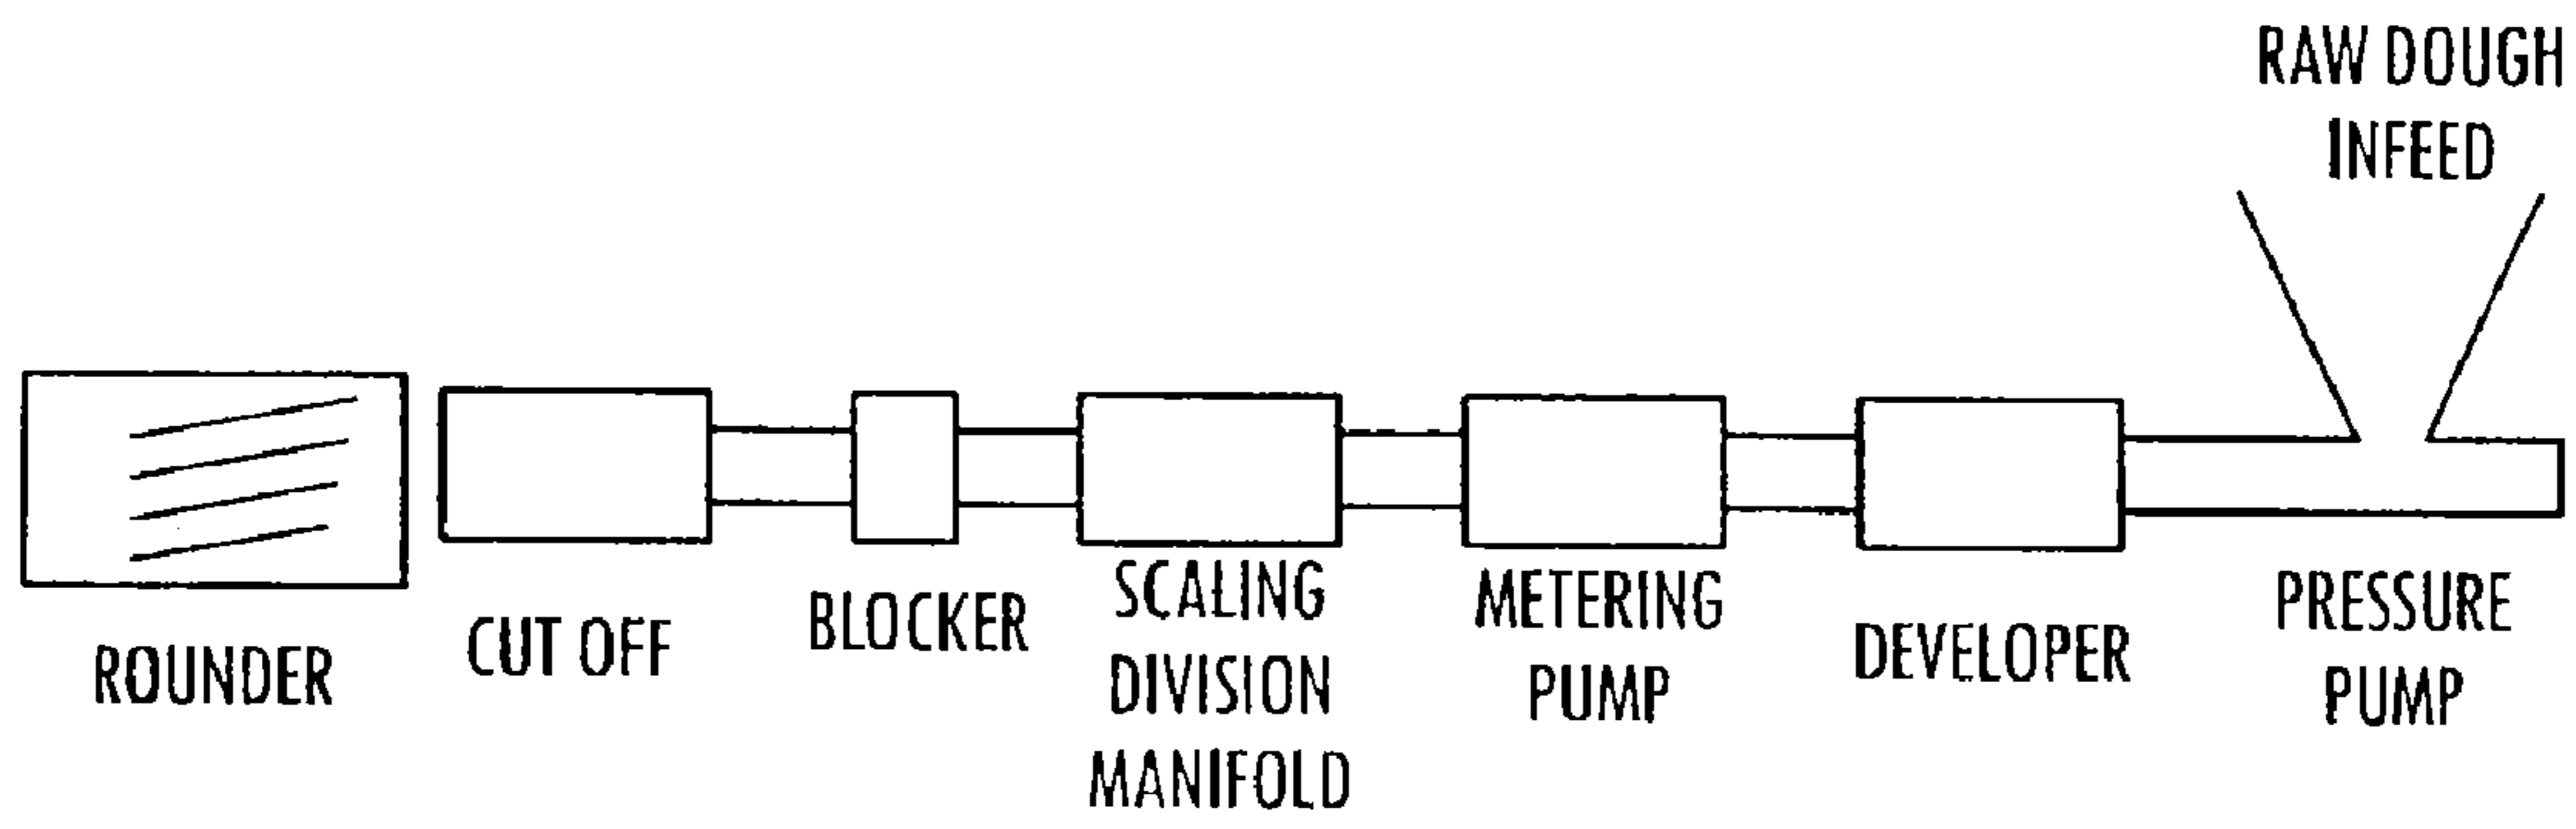 RAW DOUGH
INFEED
ROUNDER
CUT OFF
BLOCKER
SCALING
DIVISION
MANIFOLD
METERING
PUMP
DEVELOPER
PRESSURE
PUMP